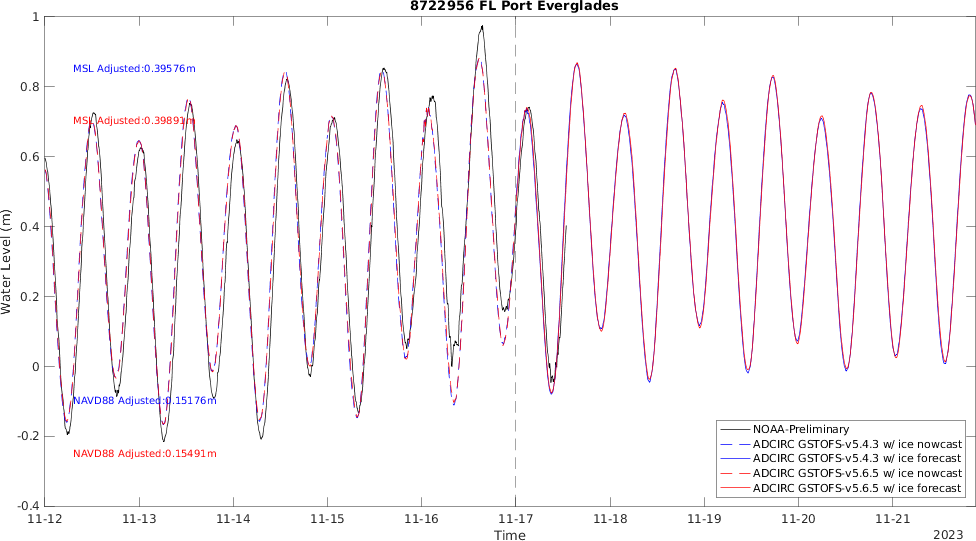 8722956 FL Port Everglades
1
0.8
0.6
0.4
0.2
0
-0.2
-0.4
Water Level (m)
MSL Adjusted:0.39576m
MSL Adjusted:0.39891m
NAVD88 Adjusted:0.15176m
NAVD88 Adjusted:0.15491m
NOAA-Preliminary
ADCIRC GSTOFS-v5.4.3 w/ ice nowcast
ADCIRC GSTOFS-v5.4.3 w/ ice forecast
ADCIRC GSTOFS-v5.6.5 w/ ice nowcast
ADCIRC GSTOFS-v5.6.5 w/ ice forecast
11-12 11-13 11-14 11-15 11-16 11-17 11-18 11-19 11-20 11-21
Time
2023